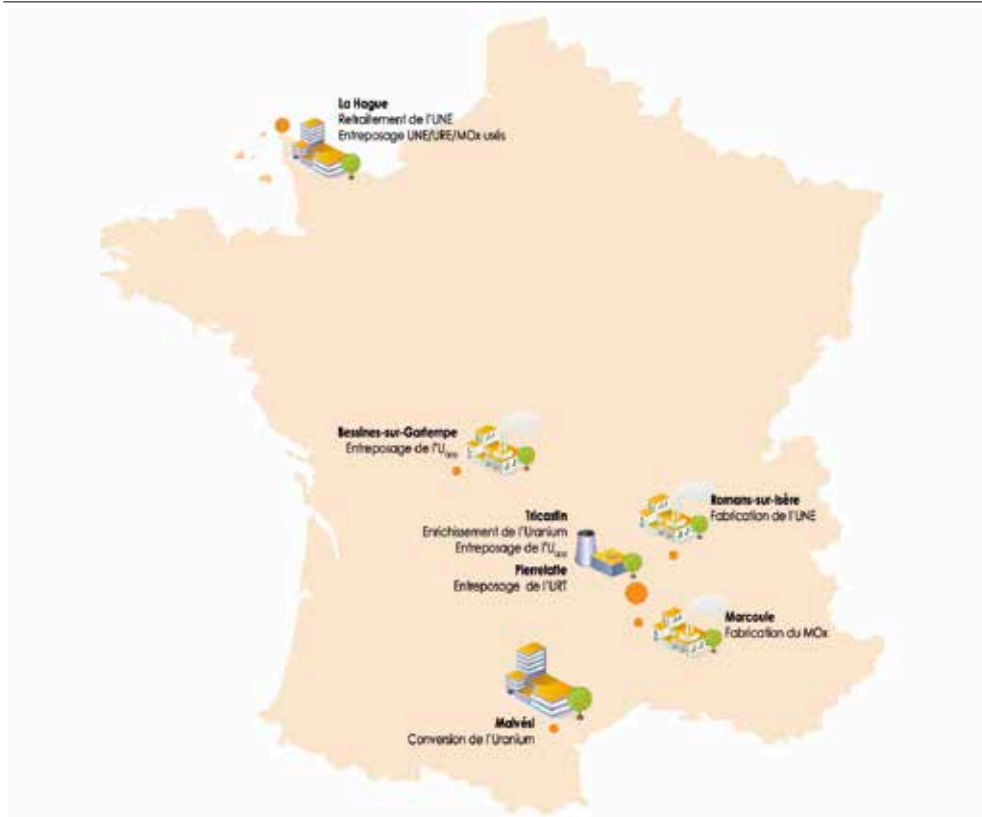 La Hague
Retraitement de l'UNE
Entreposage UNE/URE/MOx usés
Bessines-sur-Gartempe
Entreposage de l'U
Romans-sur-Isère
Fabrication de l'UNE
Tricastin
Enrichissement de l'Uranium
Entreposage de l'U
Pierrelatte
Entreposage de l'URT
Marcoule
Fabrication du MOx
Malvési
Conversion de l'Uranium